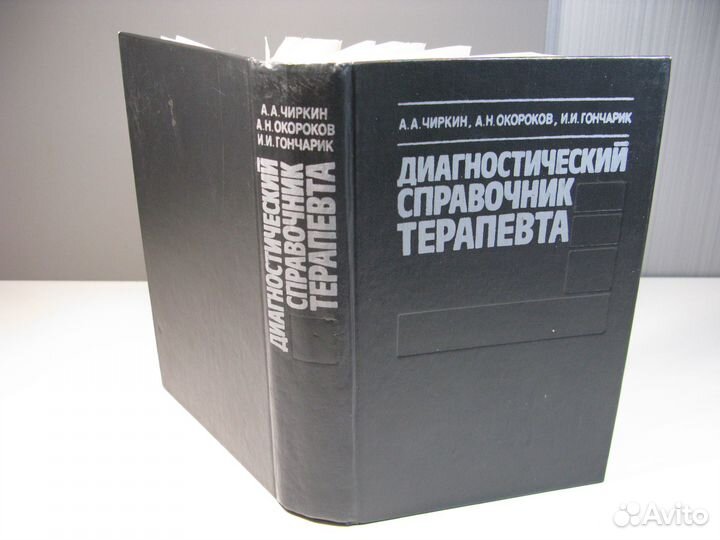 А.А.ЧИРКИН
А.Н.ОКОРОКОВ
И.И.ГОНЧАРИК
ДИАГНОСТИЧЕСКИЙ
СПРАВОЧНИК
ТЕРАПЕВТА
А.А.ЧИРКИН, А.Н.ОКОРОКОВ, И.И.ГОНЧАРИК
ДИАГНОСТИЧЕСКИЙ
СПРАВОЧНИК
ТЕРАПЕВТА
Avito